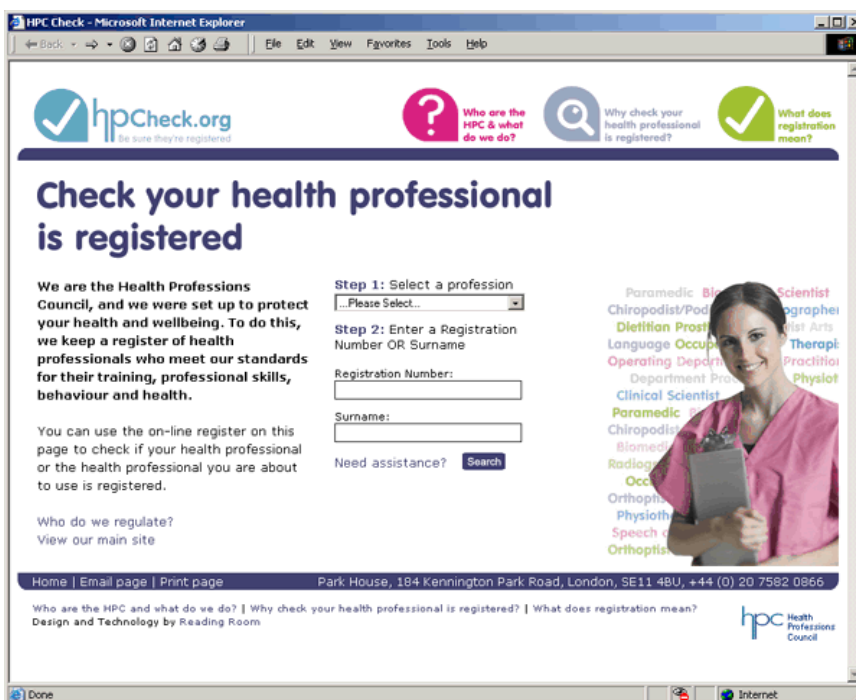 HPC Check - Microsoft Internet Explorer
Back
File Edit View Favorites Tools Help
hpCheck.org
Be sure they're registered
Who are the
HPC & what
do we do?
Why check your
health professional
is registered?
What does
registration
mean?
Check your health professional
is registered
We are the Health Professions
Council, and we were set up to protect
your health and wellbeing. To do this,
we keep a register of health
professionals who meet our standards
for their training, professional skills,
behaviour and health.
You can use the on-line register on this
page to check if your health professional
or the health professional you are about
to use is registered.
Who do we regulate?
View our main site
Step 1: Select a profession
...Please Select...
Step 2: Enter a Registration
Number OR Surname
Registration Number:
Surname:
Need assistance? Search
Paramedic Scientist
Chiropodist/Pod
Dietitian Arts
Language
Operating
Department
Clinical Scientist
Paramedic
Chiropodist
Speech
Orthoptis
Home | Email page | Print page Park House, 184 Kennington Park Road, London, SE11 4BU, +44 (0) 20 7582 0866
Who are the HPC and what do we do? | Why check your health professional is registered? | What does registration mean?
Design and Technology by Reading Room
hpc Health
Professions
Council
Done Internet